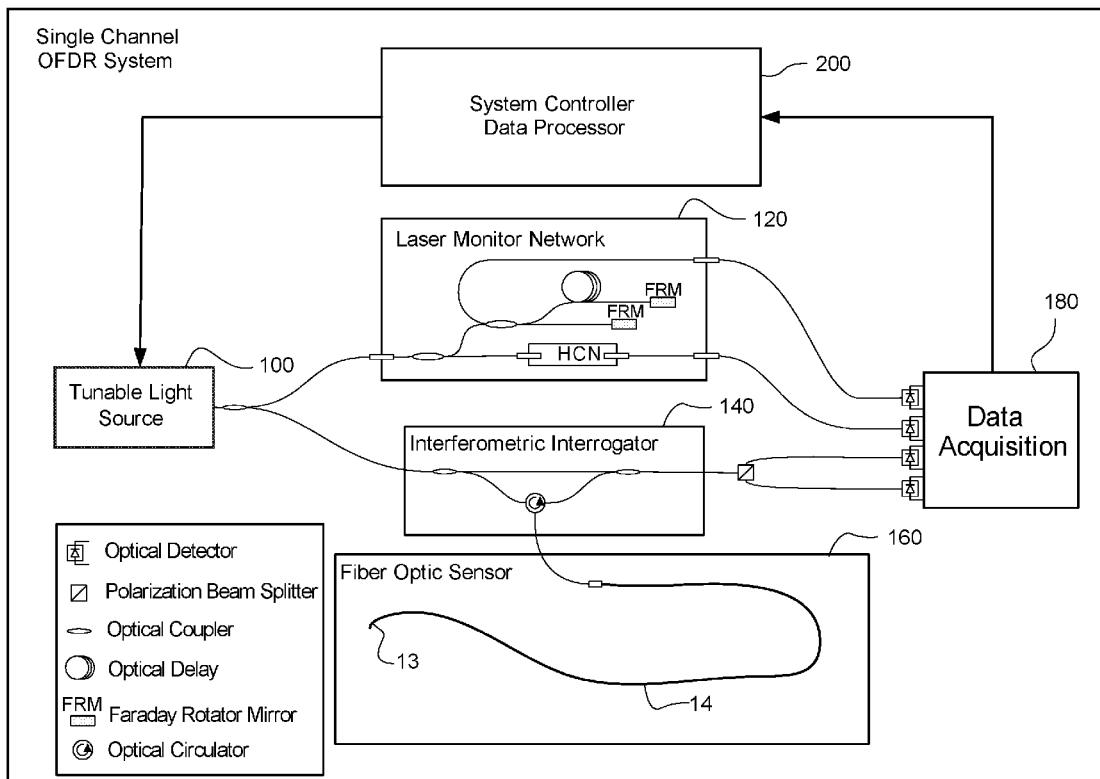 Single Channel
OFDR System
200
System Controller
Data Processor
120
Laser Monitor Network
FRM
FRM
HCN
180
100
Tunable Light
Source
Data
Acquisition
140
Interferometric Interrogator
160
Fiber Optic Sensor
13
14
Optical Detector
Polarization Beam Splitter
Optical Coupler
Optical Delay
FRM
Faraday Rotator Mirror
Optical Circulator